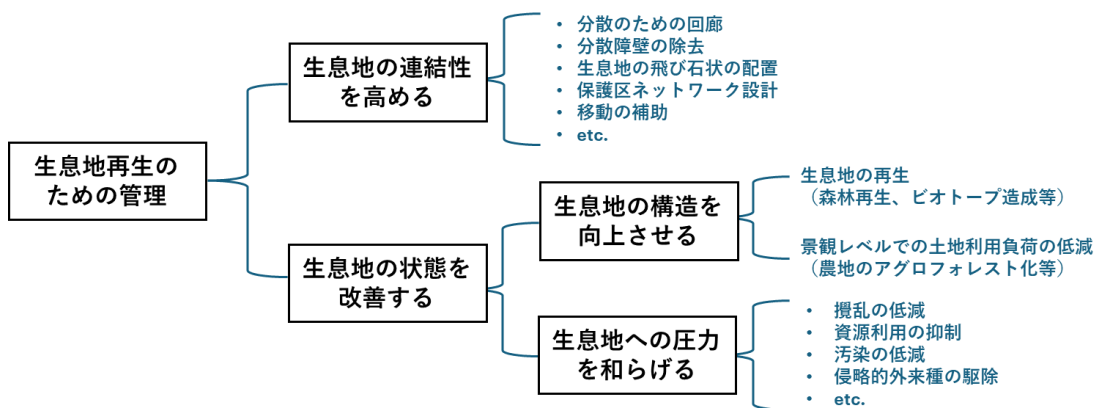 生息地再生の
ための管理
生息地の連結性
を高める
• 分散のための回廊
• 分散障壁の除去
• 生息地の飛び石状の配置
• 保護区ネットワーク設計
• 移動の補助
• etc.
生息地の状態を
改善する
生息地の構造を
向上させる
生息地の再生
（森林再生、ビオトープ造成等）
景観レベルでの土地利用負荷の低減
（農地のアグロフォレスト化等）
生息地への圧力
を和らげる
• 攪乱の低減
• 資源利用の抑制
• 汚染の低減
• 侵略的外来種の駆除
• etc.